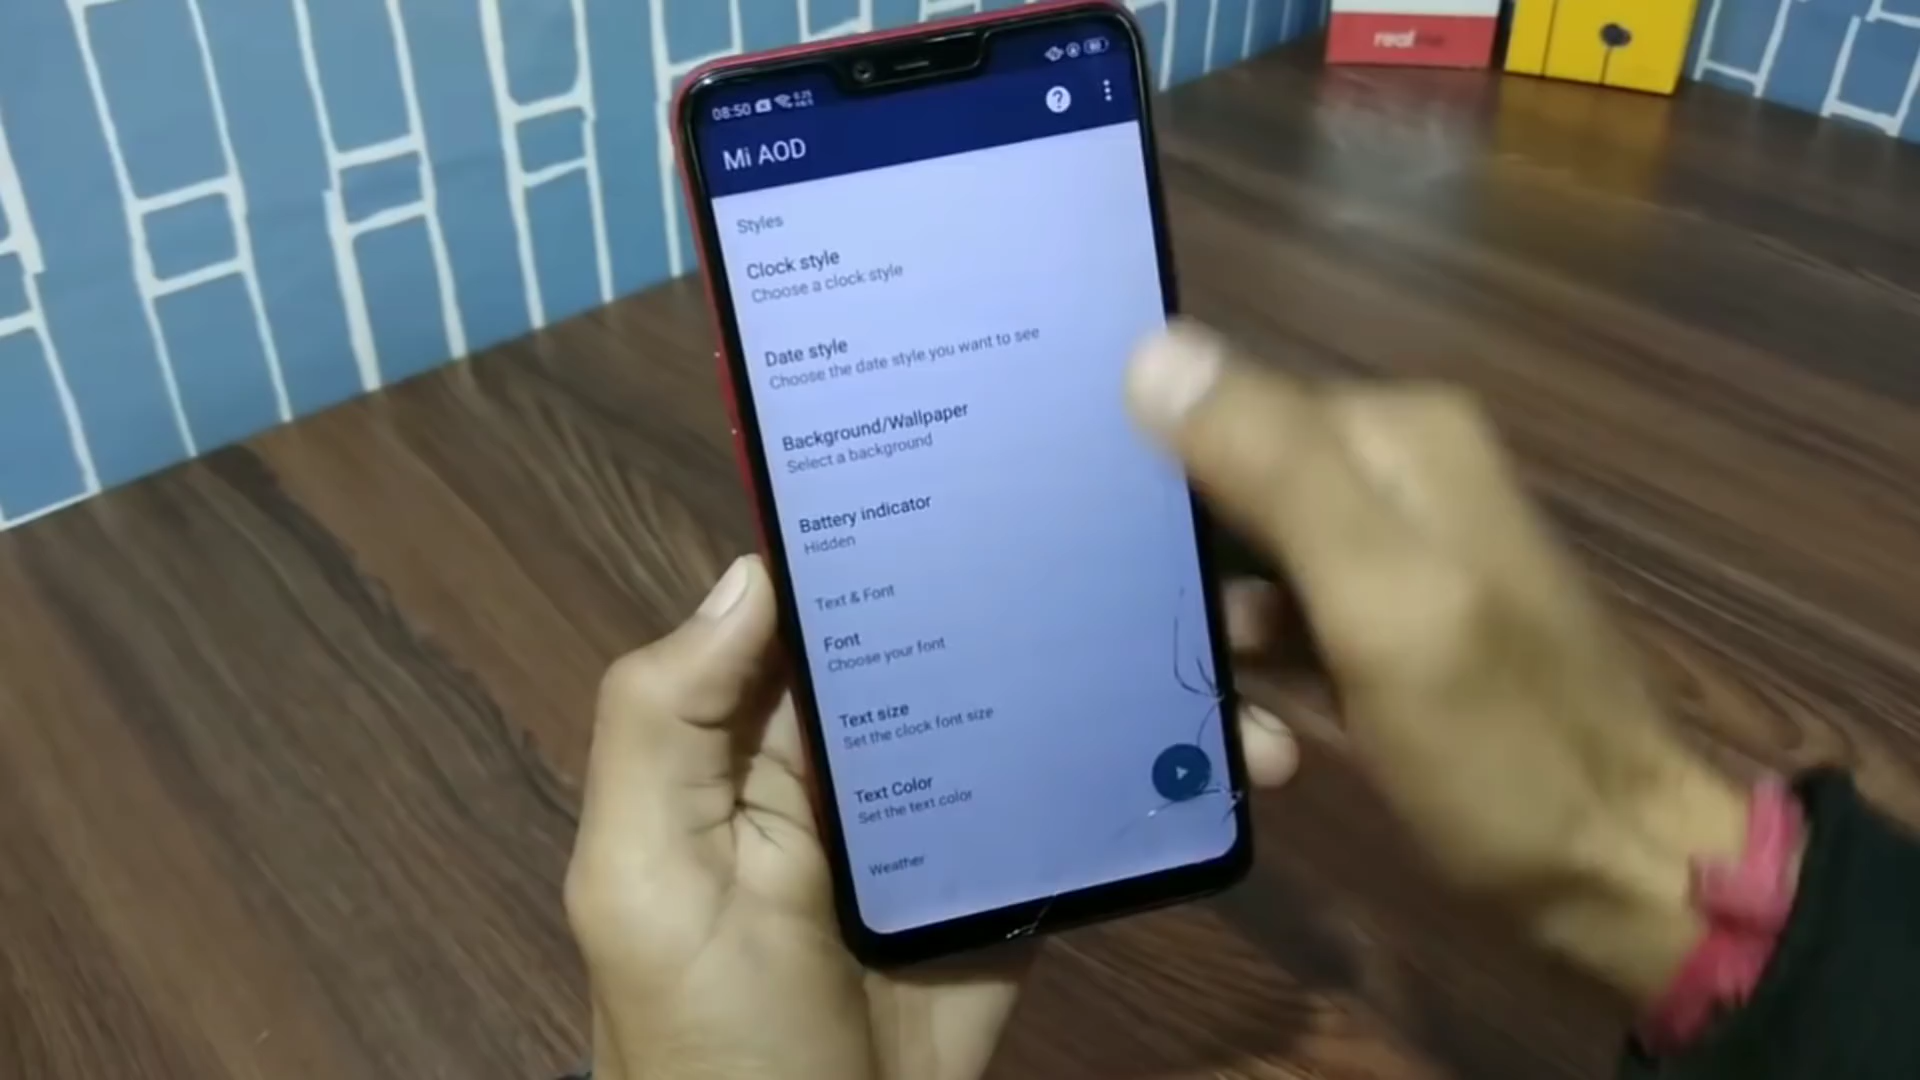 08:50
Mi AOD
Styles
Clock style
Choose a clock style
Date style
Choose the date style you want to see
Background/Wallpaper
Select a background
Battery indicator
Hidden
Text & Font
Font
Choose your font
Text size
Set the clock font size
Text Color
Set the text color
Weather
realme